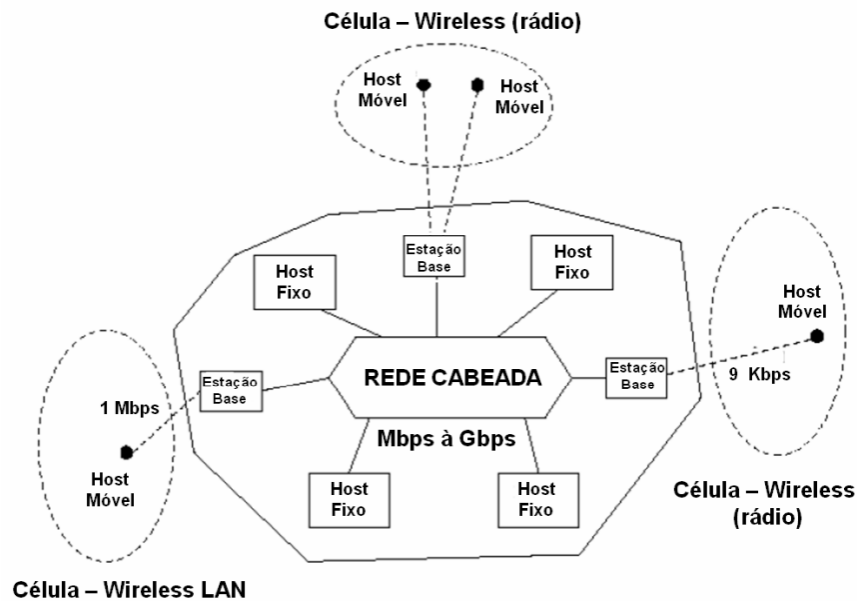 Célula – Wireless (rádio)
Host
Móvel
Host
Móvel
Estação
Base
Host
Fixo
Host
Fixo
Host
Móvel
REDE CABEADA
Estação
Base
Estação
Base
9 Kbps
1 Mbps
Mbps à Gbps
Host
Móvel
Host
Fixo
Host
Fixo
Célula – Wireless
(rádio)
Célula – Wireless LAN